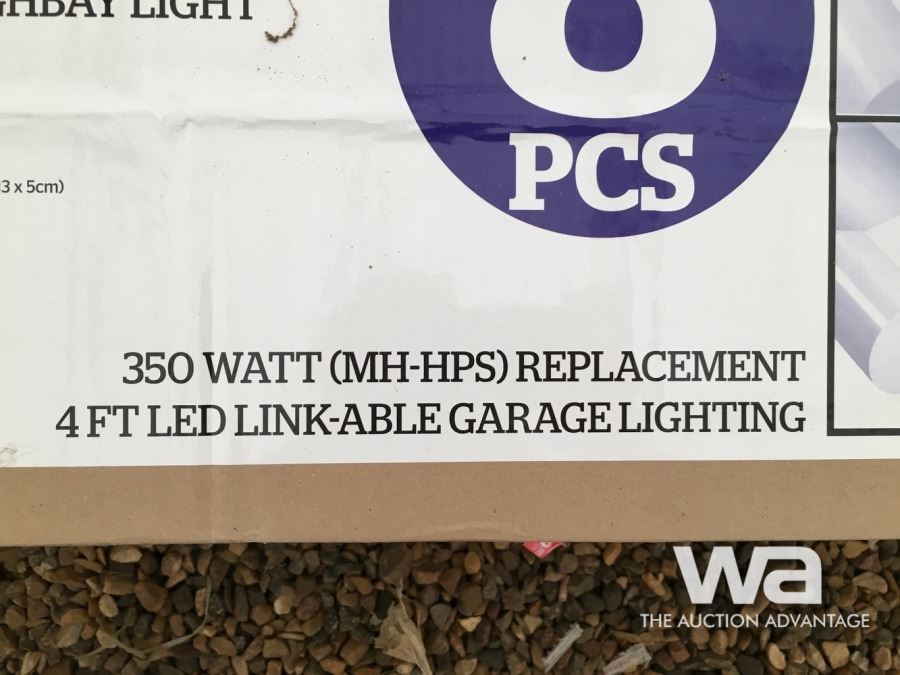 LIGHT
PCS
3 x 5cm)
350 WATT (MH-HPS) REPLACEMENT
4 FT LED LINK-ABLE GARAGE LIGHTING
wa
THE AUCTION ADVANTAGE